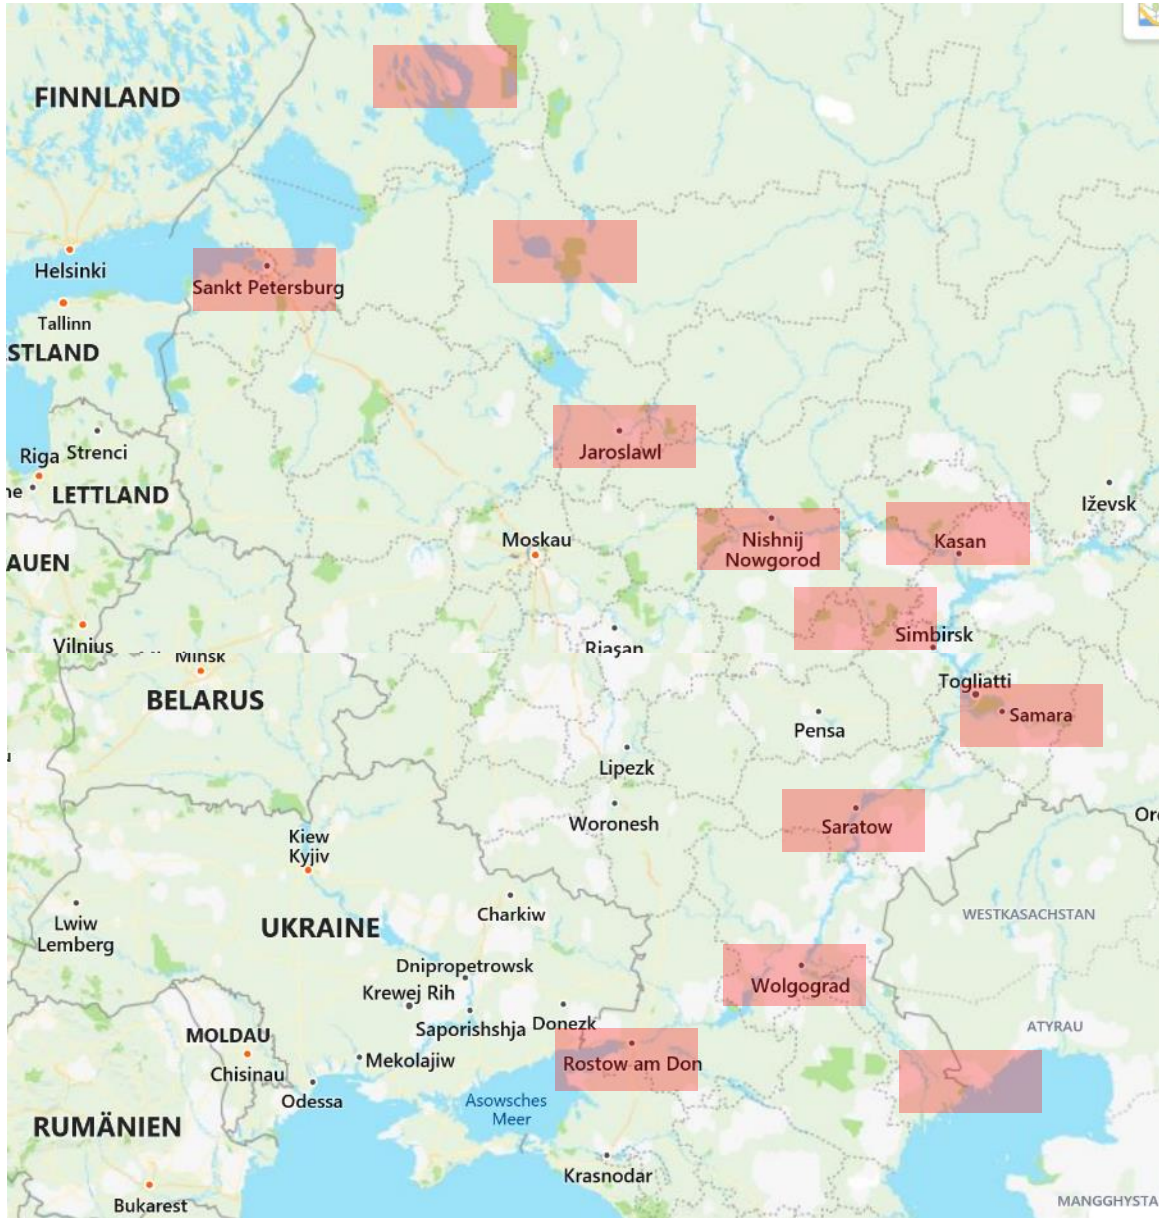 FINNLAND
Helsinki
Sankt Petersburg
Tallinn
STLAND
Riga
Strenci
ne
LETTLAND
Jaroslawl
Iževsk
Moskau
Nishnij
Nowgorod
Kasan
AUEN
Vilnius
Riasan
Simbirsk
Minsk
BELARUS
Togliatti
Samara
Pensa
Lipezk
Woronesh
Saratow
Ore
Kiew
Kyjiv
Lwiw
Lemberg
UKRAINE
Charkiw
WESTKASACHSTAN
Dnipropetrowsk
Krewej Rih
Saporishshja
Donezk
Wolgograd
MOLDAU
Chisinau
Mekolajiw
Odessa
Rostow am Don
ATYRAU
Asowsches
Meer
RUMÄNIEN
Krasnodar
Bukarest
MANGGHYSTA